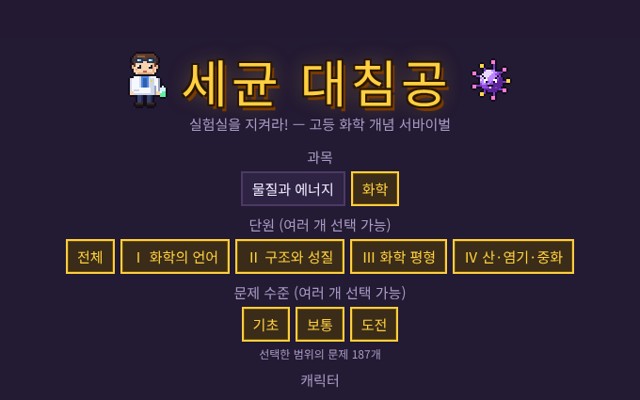 세균 대침공
실험실을 지켜라! — 고등 화학 개념 서바이벌
과목
물질과 에너지 화학
단원 (여러 개 선택 가능)
전체 Ⅰ 화학의 언어 Ⅱ 구조와 성질 Ⅲ 화학 평형 Ⅳ 산·염기·중화
문제 수준 (여러 개 선택 가능)
기초 보통 도전
선택한 범위의 문제 187개
캐릭터